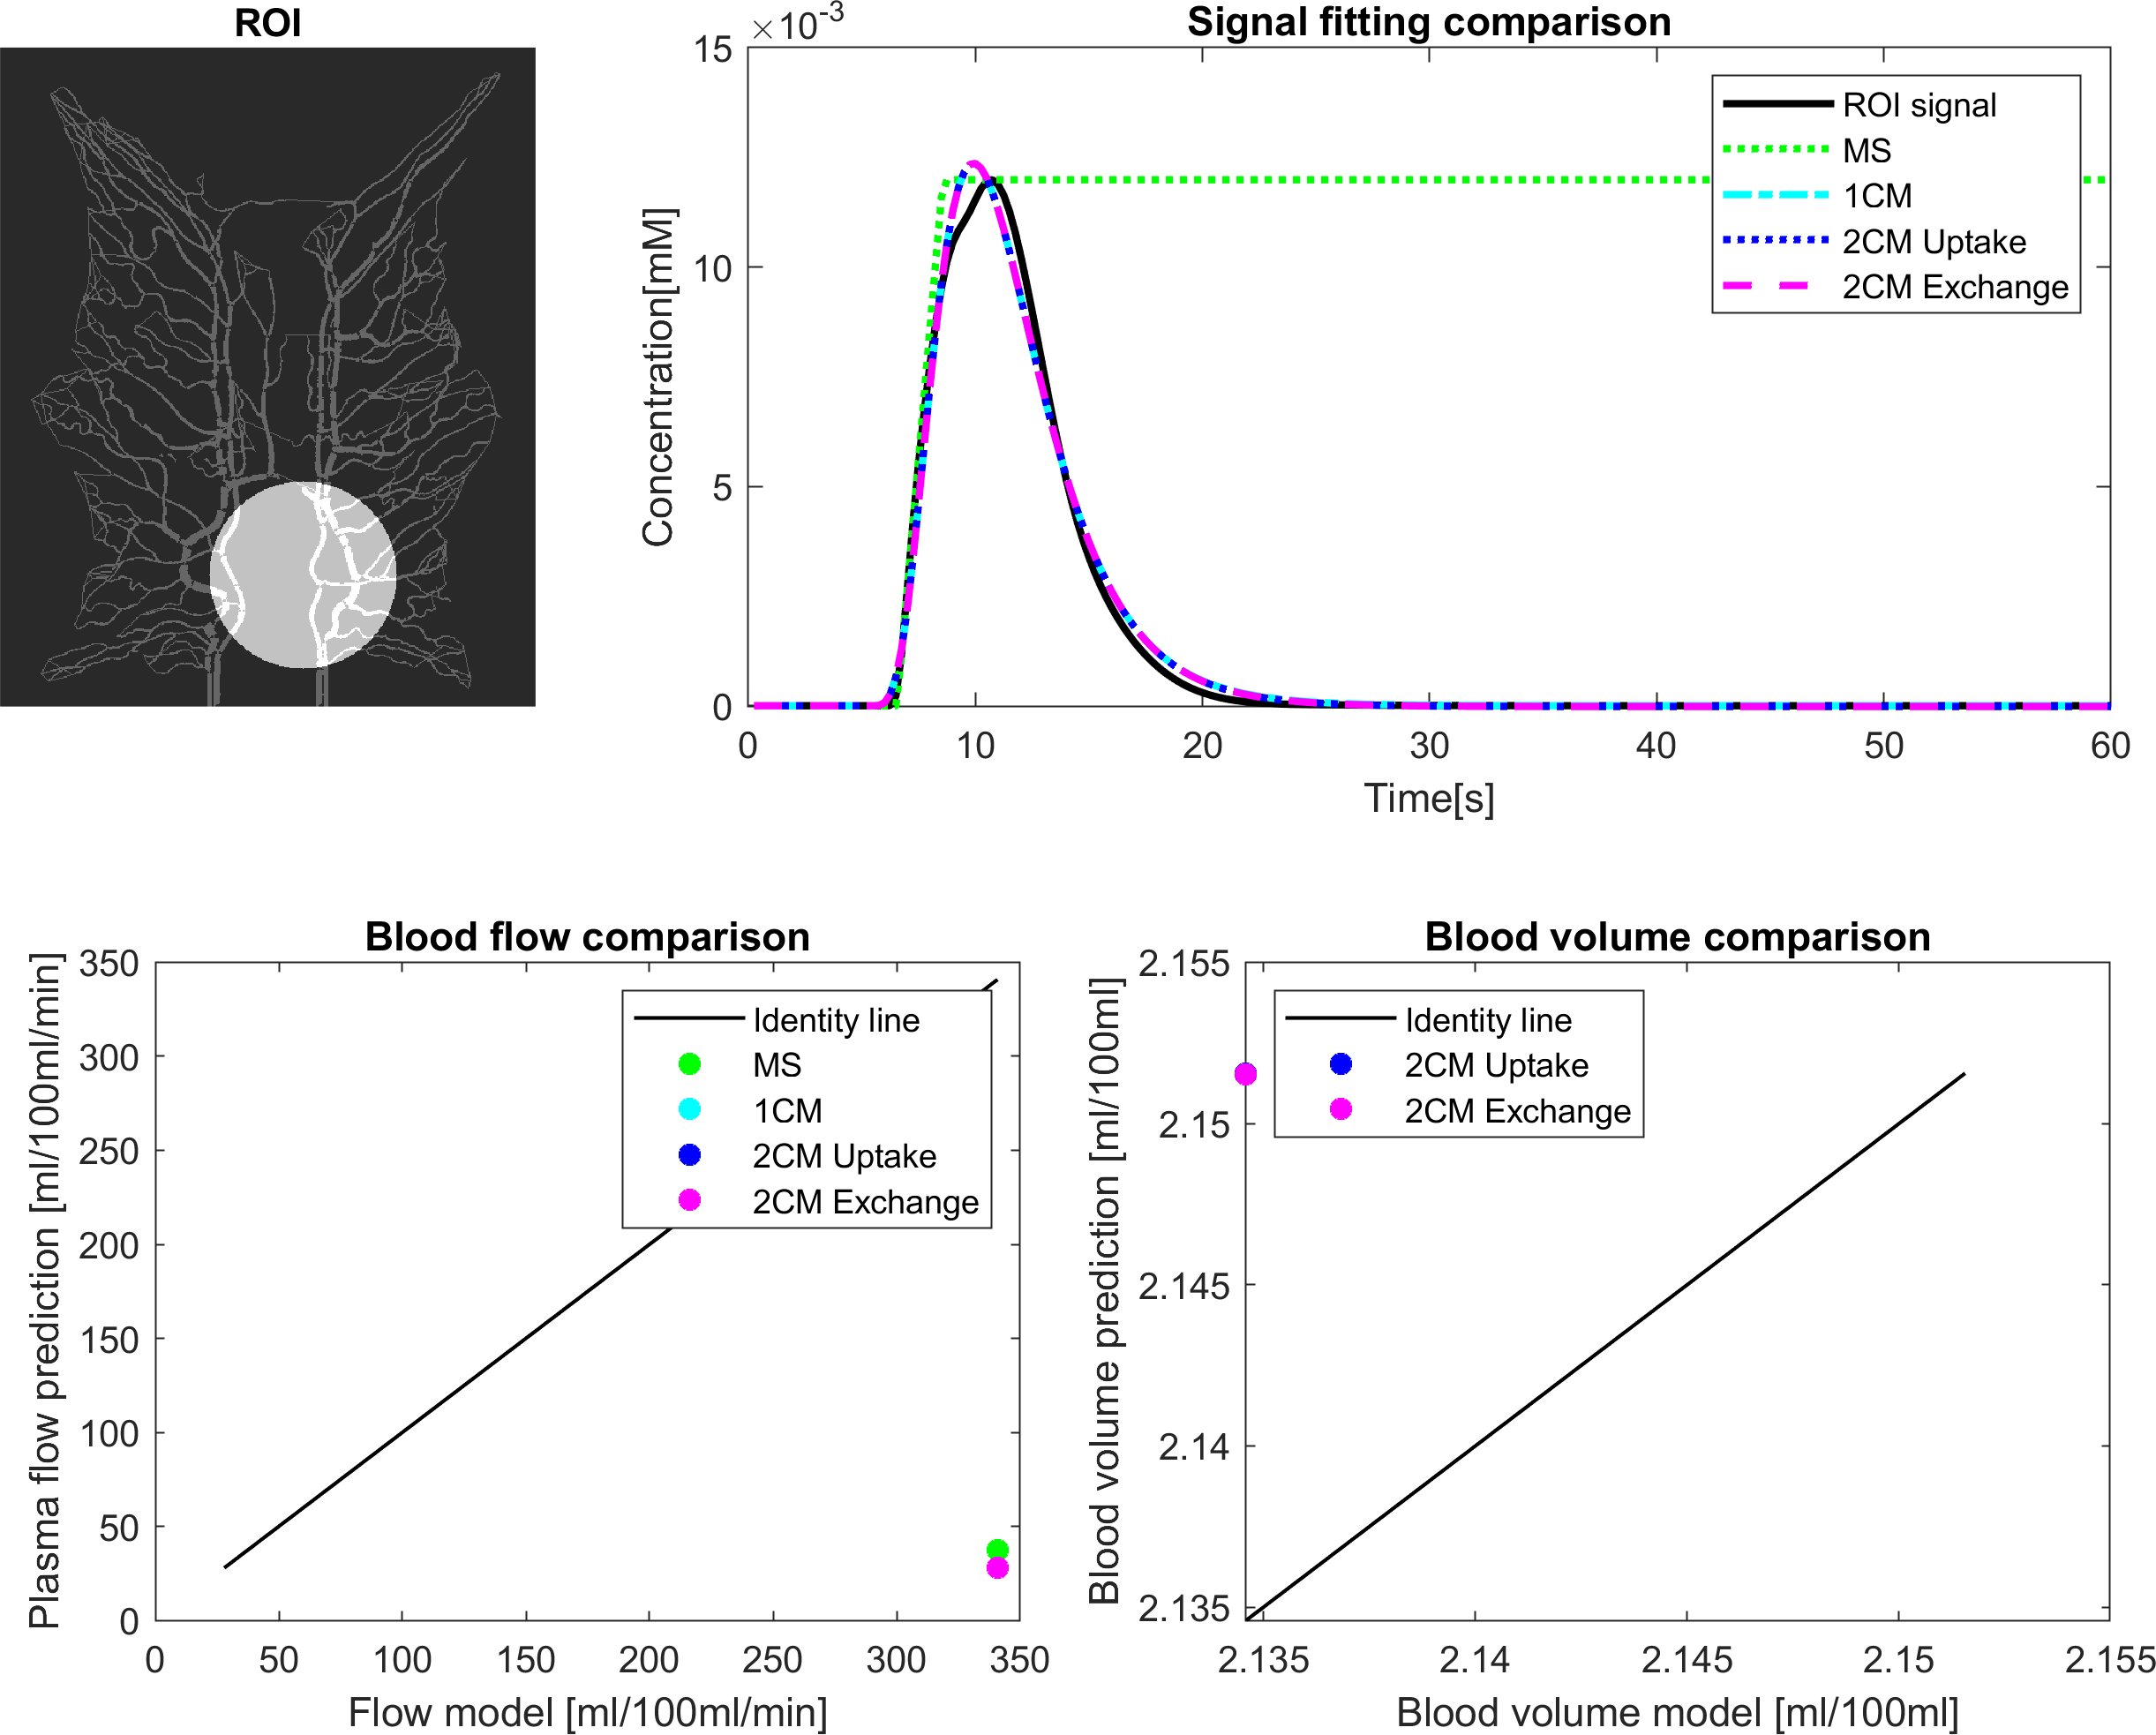 ROI
Signal fitting comparison
×10-3
15
10
5
0
Concentration[mM]
0 10 20 30 40 50 60
Time[s]
ROI signal
MS
1CM
2CM Uptake
2CM Exchange
Blood flow comparison
350
300
250
200
150
100
50
0
Plasma flow prediction [ml/100ml/min]
0 50 100 150 200 250 300 350
Flow model [ml/100ml/min]
Identity line
MS
1CM
2CM Uptake
2CM Exchange
Blood volume comparison
2.155
2.15
2.145
2.14
2.135
Blood volume prediction [ml/100ml]
2.135 2.14 2.145 2.15 2.155
Blood volume model [ml/100ml]
Identity line
2CM Uptake
2CM Exchange